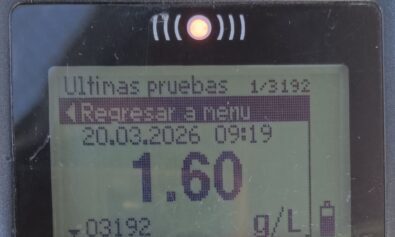 Ultimas pruebas 1/3192
Regresar a menu
20.03.2026 09:19
1.60
03192 g/L